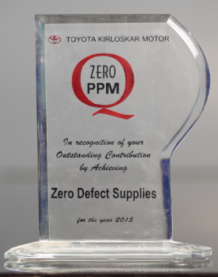 TOYOTA KIRLOSKAR MOTOR
ZERO
PPM
In recognition of your
Outstanding Contribution
by Achieving
Zero Defect Supplies
for the year 2015